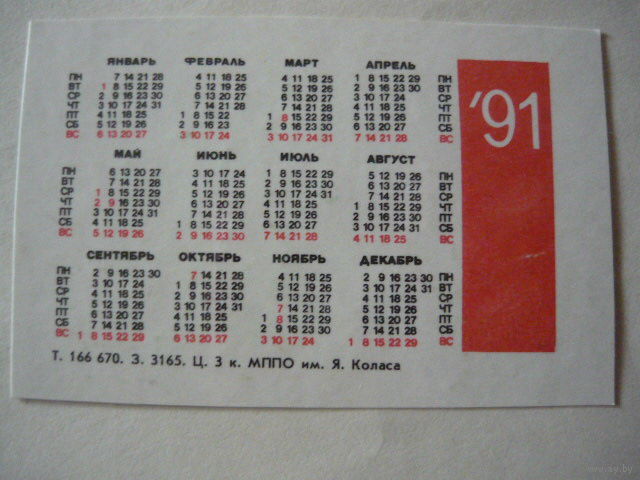 ЯНВАРЬ ФЕВРАЛЬ МАРТ АПРЕЛЬ
ПН 7 14 21 28 4 11 18 25 4 11 18 25 1 8 15 22 29 ПН
ВТ 1 8 15 22 29 5 12 19 26 5 12 19 26 2 9 16 23 30 ВТ
СР 2 9 16 23 30 6 13 20 27 6 13 20 27 3 10 17 24 СР
ЧТ 3 10 17 24 31 7 14 21 28 7 14 21 28 4 11 18 25 ЧТ
ПТ 4 11 18 25 1 8 15 22 1 8 15 22 29 5 12 19 26 ПТ
СБ 5 12 19 26 2 9 16 23 2 9 16 23 30 6 13 20 27 СБ
ВС 6 13 20 27 3 10 17 24 3 10 17 24 31 7 14 21 28 ВС
'91
МАЙ ИЮНЬ ИЮЛЬ АВГУСТ
ПН 6 13 20 27 3 10 17 24 1 8 15 22 29 5 12 19 26 ПН
ВТ 7 14 21 28 4 11 18 25 2 9 16 23 30 6 13 20 27 ВТ
СР 1 8 15 22 29 5 12 19 26 3 10 17 24 31 7 14 21 28 СР
ЧТ 2 9 16 23 30 6 13 20 27 4 11 18 25 1 8 15 22 29 ЧТ
ПТ 3 10 17 24 31 7 14 21 28 5 12 19 26 2 9 16 23 30 ПТ
СБ 4 11 18 25 1 8 15 22 29 6 13 20 27 3 10 17 24 31 СБ
ВС 5 12 19 26 2 9 16 23 30 7 14 21 28 4 11 18 25 ВС
СЕНТЯБРЬ ОКТЯБРЬ НОЯБРЬ ДЕКАБРЬ
ПН 2 9 16 23 30 7 14 21 28 4 11 18 25 2 9 16 23 30 ПН
ВТ 3 10 17 24 1 8 15 22 29 5 12 19 26 3 10 17 24 31 ВТ
СР 4 11 18 25 2 9 16 23 30 6 13 20 27 4 11 18 25 СР
ЧТ 5 12 19 26 3 10 17 24 31 7 14 21 28 5 12 19 26 ЧТ
ПТ 6 13 20 27 4 11 18 25 1 8 15 22 29 6 13 20 27 ПТ
СБ 7 14 21 28 5 12 19 26 2 9 16 23 30 7 14 21 28 СБ
ВС 1 8 15 22 29 6 13 20 27 3 10 17 24 1 8 15 22 29 ВС
Т. 166 670. З. 3165. Ц. 3 к. МППО им. Я. Коласа
www.ay.by